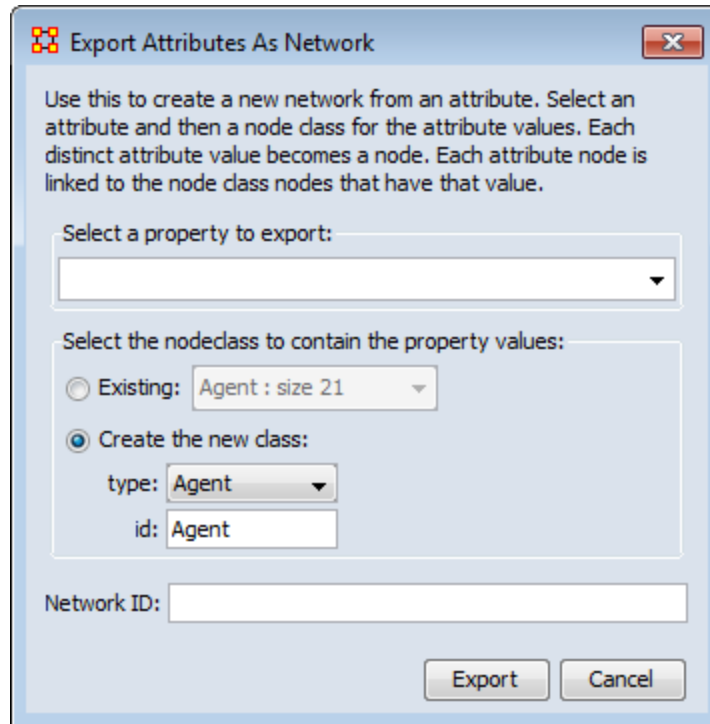 Export Attributes As Network
Use this to create a new network from an attribute. Select an
attribute and then a node class for the attribute values. Each
distinct attribute value becomes a node. Each attribute node is
linked to the node class nodes that have that value.
Select a property to export:
Select the nodeclass to contain the property values:
Existing: Agent : size 21
Create the new class:
type: Agent
id: Agent
Network ID:
Export Cancel